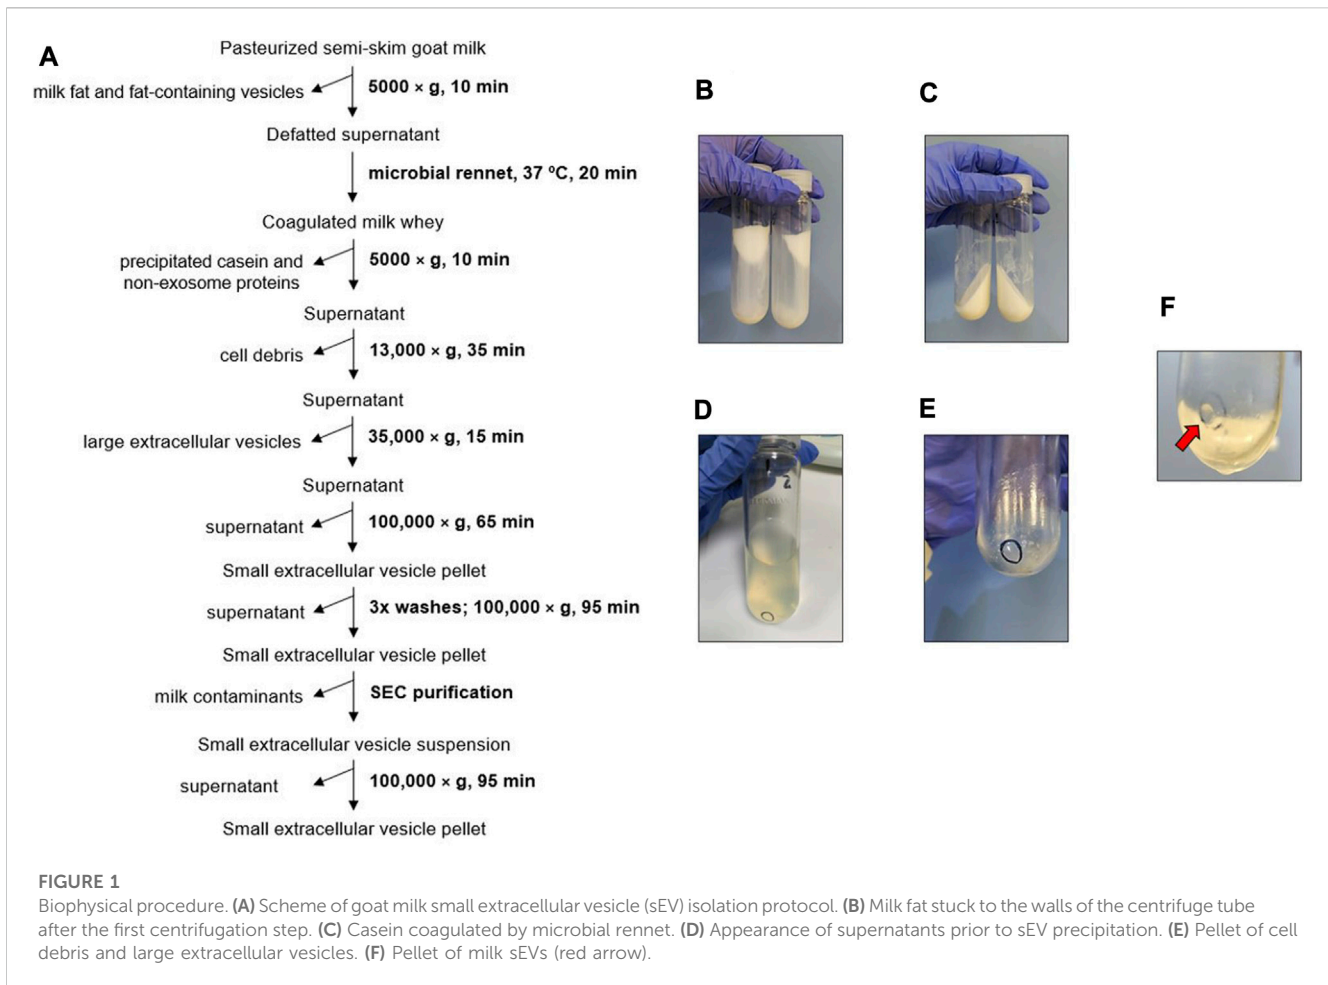 A
Pasteurized semi-skim goat milk
milk fat and fat-containing vesicles
5000 × g, 10 min
Defatted supernatant
microbial rennet, 37 ºC, 20 min
Coagulated milk whey
precipitated casein and
non-exosome proteins
5000 × g, 10 min
Supernatant
cell debris
13,000 × g, 35 min
Supernatant
large extracellular vesicles
35,000 × g, 15 min
Supernatant
supernatant
100,000 × g, 65 min
Small extracellular vesicle pellet
supernatant
3x washes; 100,000 × g, 95 min
Small extracellular vesicle pellet
milk contaminants
SEC purification
Small extracellular vesicle suspension
supernatant
100,000 × g, 95 min
Small extracellular vesicle pellet
B
C
D
2
E
F
FIGURE 1
Biophysical procedure. (A) Scheme of goat milk small extracellular vesicle (sEV) isolation protocol. (B) Milk fat stuck to the walls of the centrifuge tube
after the first centrifugation step. (C) Casein coagulated by microbial rennet. (D) Appearance of supernatants prior to sEV precipitation. (E) Pellet of cell
debris and large extracellular vesicles. (F) Pellet of milk sEVs (red arrow).